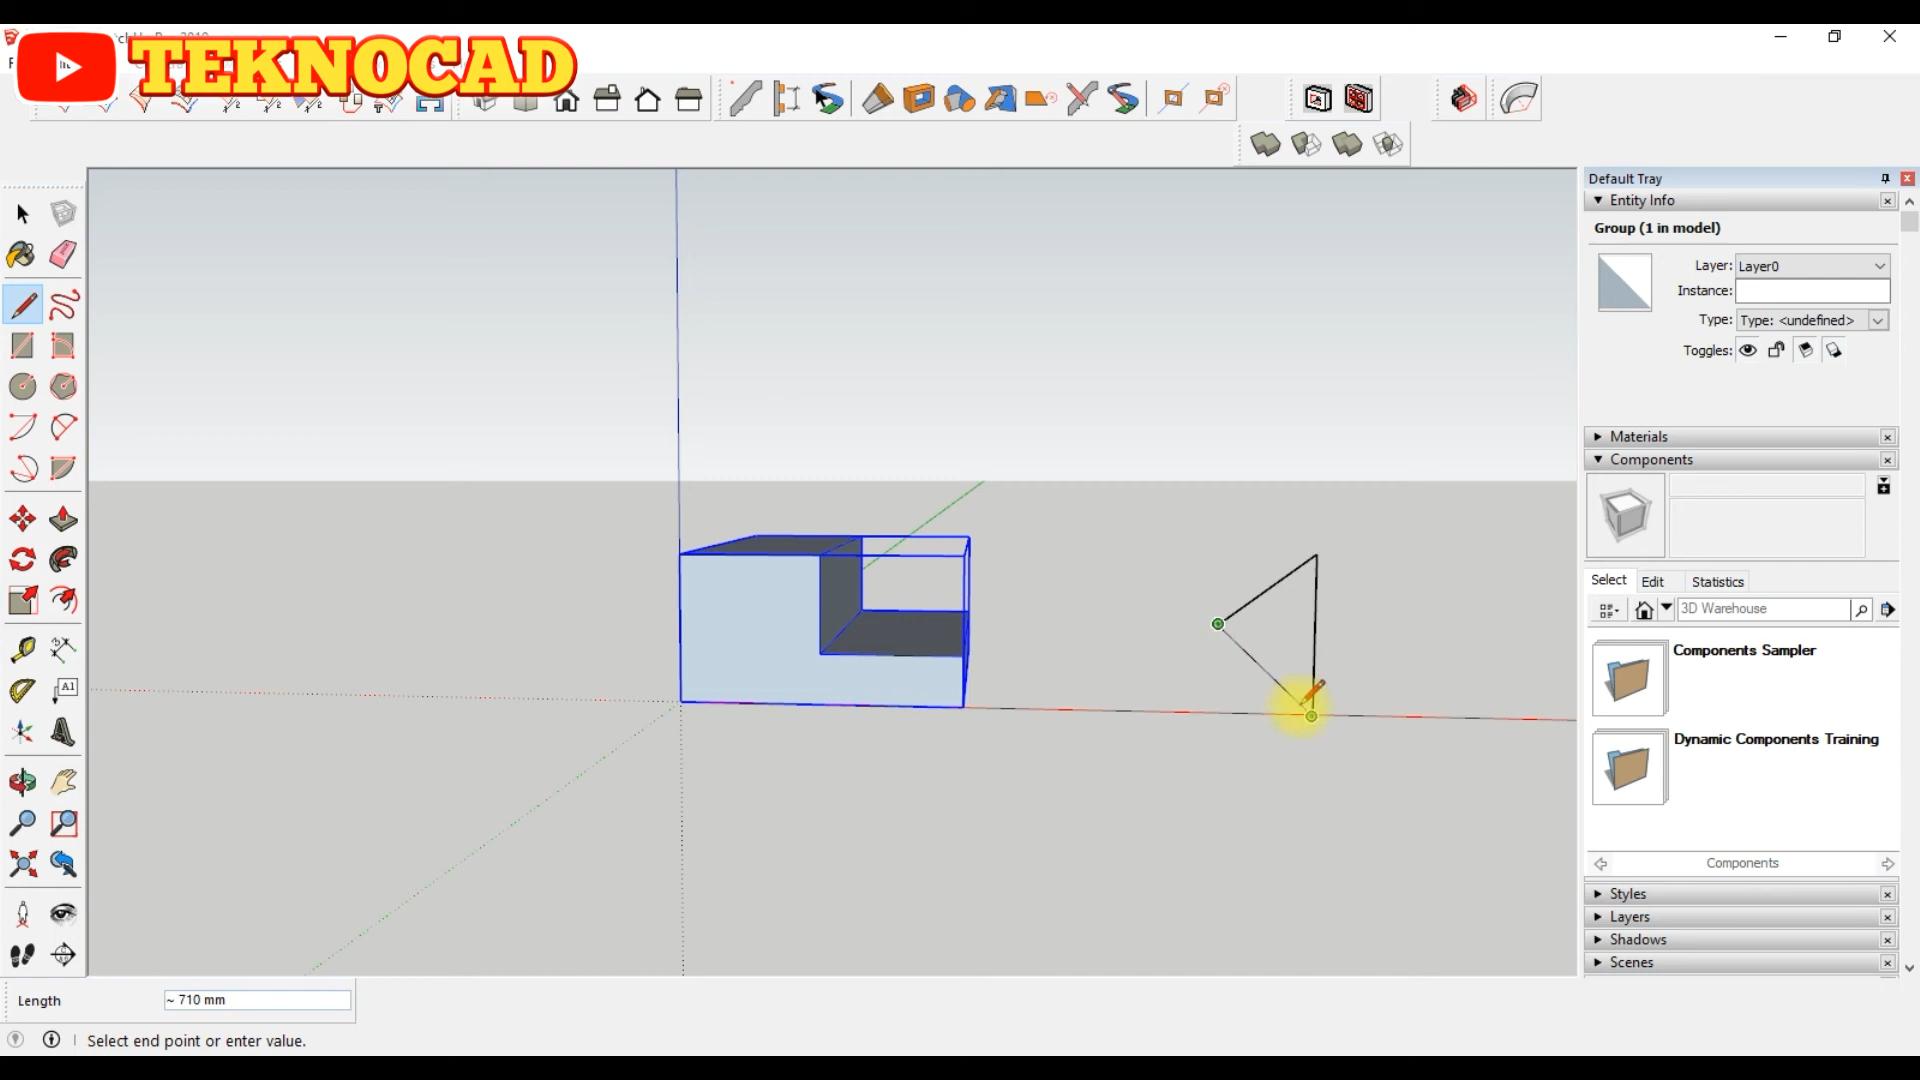 TEKNOCAD
Default Tray
Entity Info
Group (1 in model)
Layer: Layer0
Instance:
Type: Type: <undefined>
Toggles:
Materials
Components
Select Edit Statistics
3D Warehouse
Components Sampler
Dynamic Components Training
Components
Styles
Layers
Shadows
Scenes
A1
Length ~ 710 mm
Select end point or enter value.